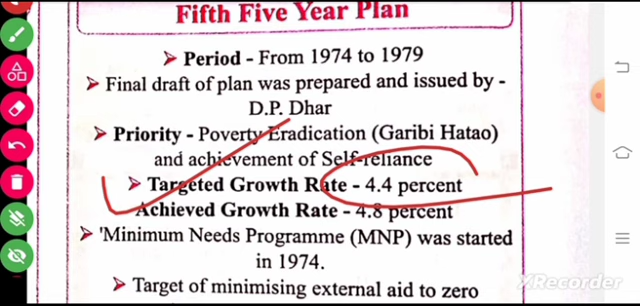 Fifth Five Year Plan
➤ Period - From 1974 to 1979
➤ Final draft of plan was prepared and issued by -
D.P. Dhar
➤ Priority - Poverty Eradication (Garibi Hatao)
and achievement of Self-reliance
➤ Targeted Growth Rate - 4.4 percent
Achieved Growth Rate - 4.8 percent
➤ 'Minimum Needs Programme (MNP) was started
in 1974.
➤ Target of minimising external aid to zero
XRecorder